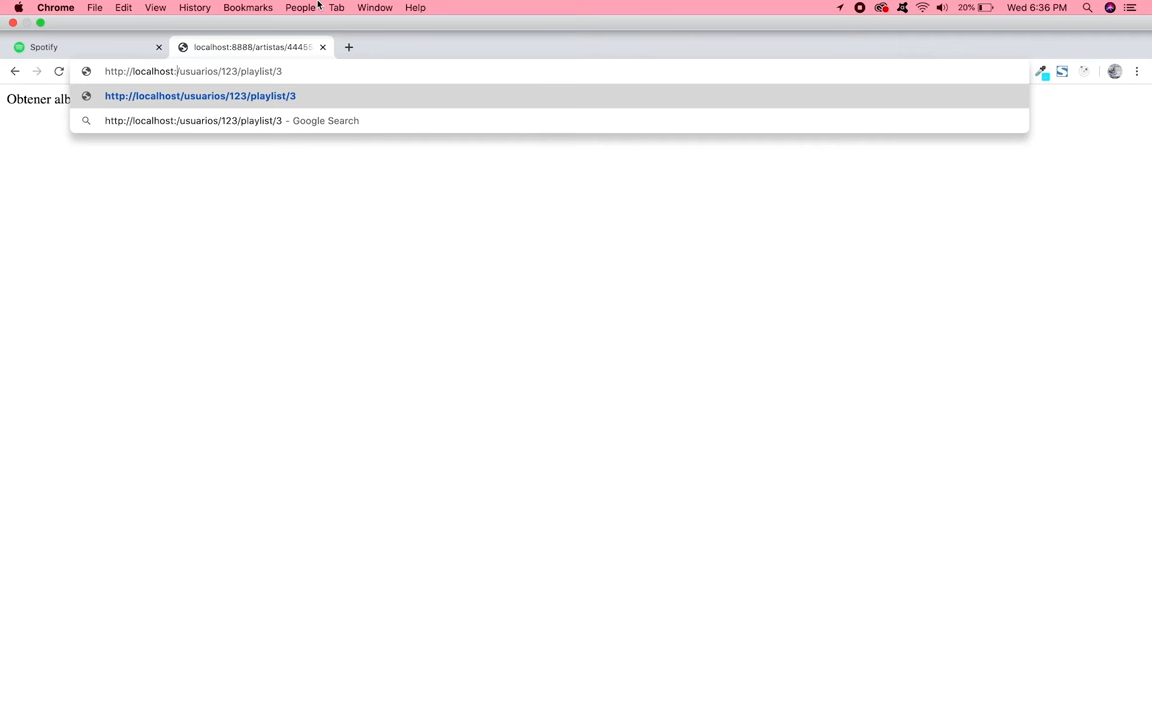 Chrome File Edit View History Bookmarks People Tab Window Help 20% Wed 6:36 PM
Spotify localhost:8888/artistas/4446
http://localhost:/usuarios/123/playlist/3
http://localhost/usuarios/123/playlist/3
Obtener alb
http://localhost:/usuarios/123/playlist/3 - Google Search